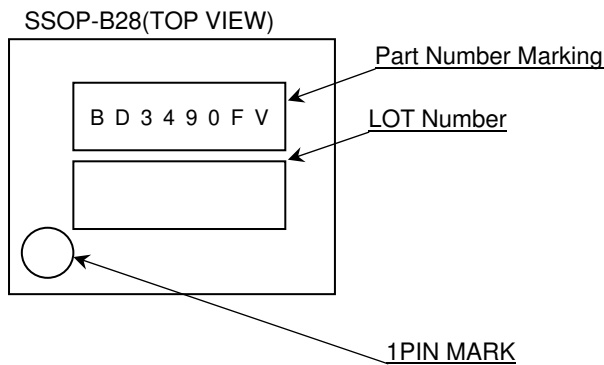 SSOP-B28(TOP VIEW)
Part Number Marking
B D 3 4 9 0 F V
LOT Number
1PIN MARK